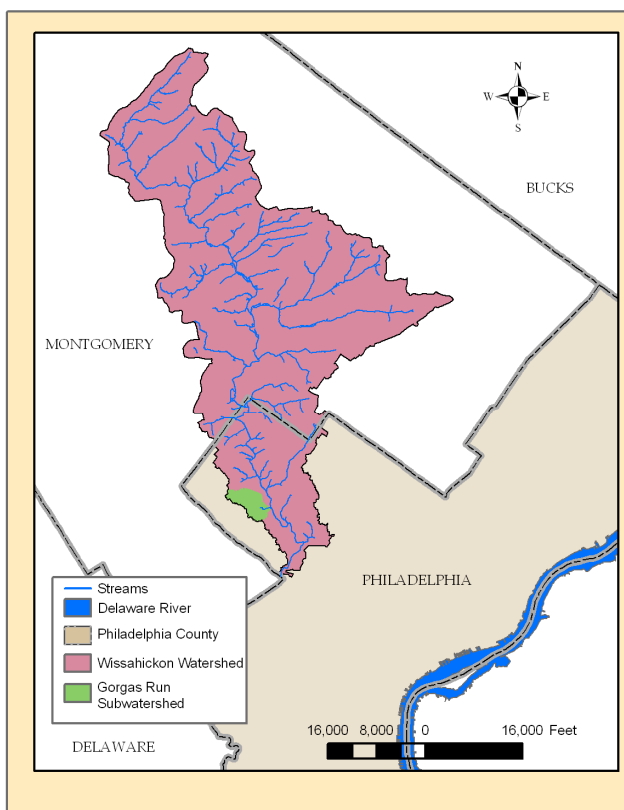 N
W E
S
BUCKS
MONTGOMERY
PHILADELPHIA
Streams
Delaware River
Philadelphia County
Wissahickon Watershed
Gorgas Run
Subwatershed
DELAWARE
16,000 8,000 0 16,000 Feet